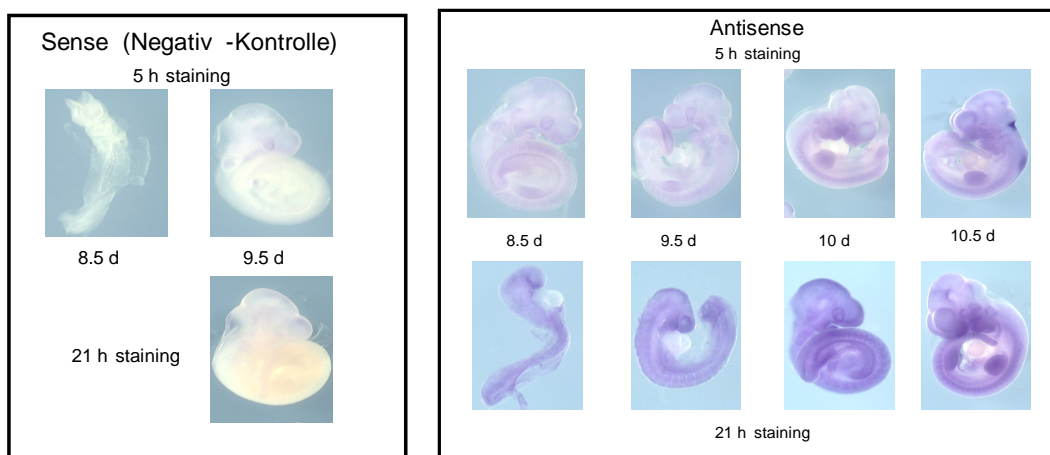 Sense (Negativ -Kontrolle)
5 h staining
8.5 d 9.5 d
21 h staining
Antisense
5 h staining
8.5 d 9.5 d 10 d 10.5 d
21 h staining